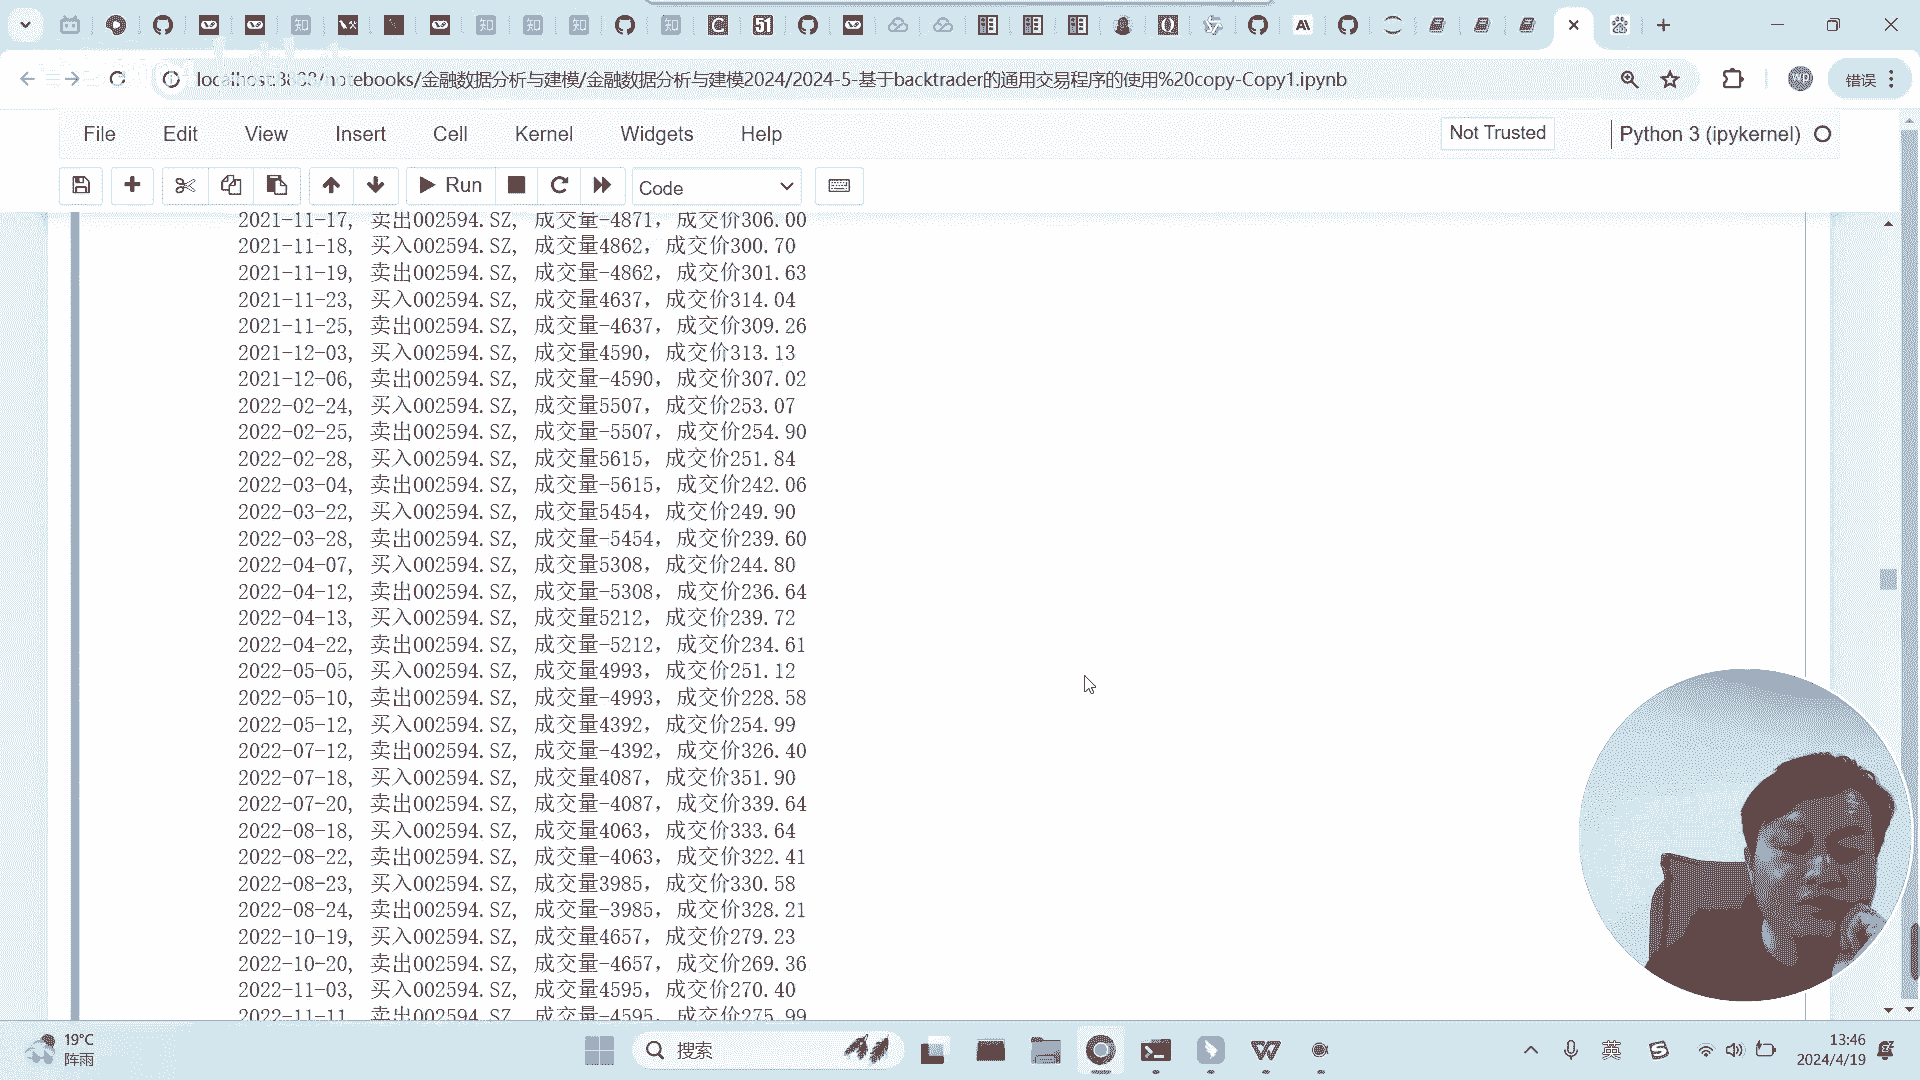 localhost:8888/notebooks/金融数据分析与建模/金融数据分析与建模2024/2024-5-基于backtrader的通用交易程序的使用%20copy-Copy1.ipynb
错误
File Edit View Insert Cell Kernel Widgets Help
Not Trusted
Python 3 (ipykernel)
Run
Code
2021-11-17, 卖出002594.SZ, 成交量-4871，成交价306.00
2021-11-18, 买入002594.SZ, 成交量4862，成交价300.70
2021-11-19, 卖出002594.SZ, 成交量-4862，成交价301.63
2021-11-23, 买入002594.SZ, 成交量4637，成交价314.04
2021-11-25, 卖出002594.SZ, 成交量-4637，成交价309.26
2021-12-03, 买入002594.SZ, 成交量4590，成交价313.13
2021-12-06, 卖出002594.SZ, 成交量-4590，成交价307.02
2022-02-24, 买入002594.SZ, 成交量5507，成交价253.07
2022-02-25, 卖出002594.SZ, 成交量-5507，成交价254.90
2022-02-28, 买入002594.SZ, 成交量5615，成交价251.84
2022-03-04, 卖出002594.SZ, 成交量-5615，成交价242.06
2022-03-22, 买入002594.SZ, 成交量5454，成交价249.90
2022-03-28, 卖出002594.SZ, 成交量-5454，成交价239.60
2022-04-07, 买入002594.SZ, 成交量5308，成交价244.80
2022-04-12, 卖出002594.SZ, 成交量-5308，成交价236.64
2022-04-13, 买入002594.SZ, 成交量5212，成交价239.72
2022-04-22, 卖出002594.SZ, 成交量-5212，成交价234.61
2022-05-05, 买入002594.SZ, 成交量4993，成交价251.12
2022-05-10, 卖出002594.SZ, 成交量-4993，成交价228.58
2022-05-12, 买入002594.SZ, 成交量4392，成交价254.99
2022-07-12, 卖出002594.SZ, 成交量-4392，成交价326.40
2022-07-18, 买入002594.SZ, 成交量4087，成交价351.90
2022-07-20, 卖出002594.SZ, 成交量-4087，成交价339.64
2022-08-18, 买入002594.SZ, 成交量4063，成交价333.64
2022-08-22, 卖出002594.SZ, 成交量-4063，成交价322.41
2022-08-23, 买入002594.SZ, 成交量3985，成交价330.58
2022-08-24, 卖出002594.SZ, 成交量-3985，成交价328.21
2022-10-19, 买入002594.SZ, 成交量4657，成交价279.23
2022-10-20, 卖出002594.SZ, 成交量-4657，成交价269.36
2022-11-03, 买入002594.SZ, 成交量4595，成交价270.40
2022-11-11, 卖出002594.SZ, 成交量-4595，成交价275.99
19°C
阵雨
搜索
英
13:46
2024/4/19